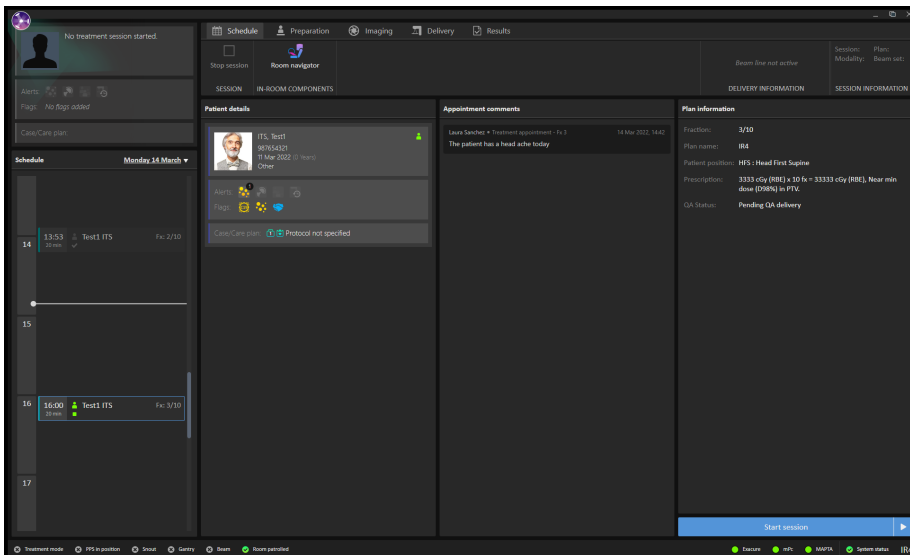 No treatment session started.
Alerts:
Flags: No flags added
Case/Care plan:
Schedule Monday 14 March
14
13:53 Test1 ITS Fx: 2/10
20 min
15
16
16:00 Test1 ITS Fx: 3/10
20 min
17
Schedule Preparation Imaging Delivery Results
Stop session Room navigator
SESSION IN-ROOM COMPONENTS
Beam line not active
DELIVERY INFORMATION
Session: Plan:
Modality: Beam set:
SESSION INFORMATION
Patient details
ITS, Test1
987654321
11 Mar 2022 (0 Years)
Other
Alerts:
Flags:
Case/Care plan: Protocol not specified
Appointment comments
Laura Sanchez • Treatment appointment - Fx 3 14 Mar 2022, 14:42
The patient has a head ache today
Plan information
Fraction: 3/10
Plan name: IR4
Patient position: HFS : Head First Supine
Prescription: 3333 cGy (RBE) x 10 fx = 33333 cGy (RBE), Near min
dose (D98%) in PTV.
QA Status: Pending QA delivery
Start session
Treatment mode PPS in position Snout Gantry Beam Room patrolled Exacure mPc MAPTA System status IR4